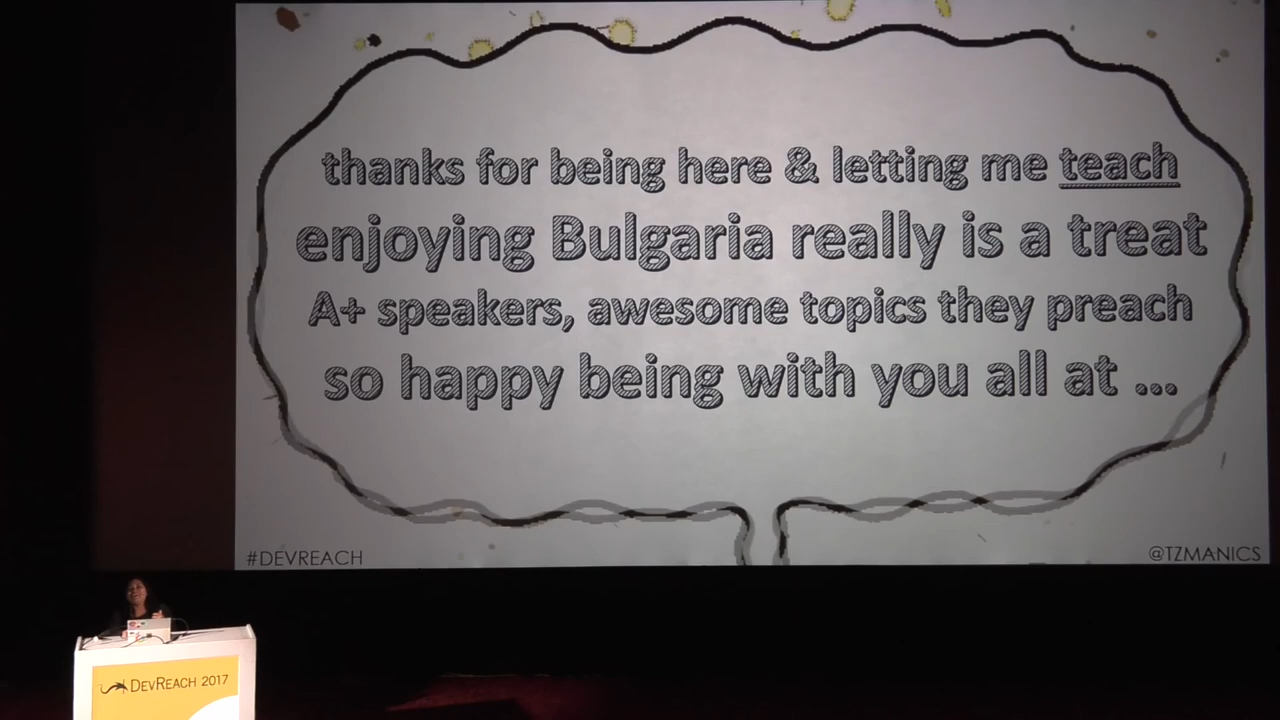 thanks for being here & letting me teach
enjoying Bulgaria really is a treat
A+ speakers, awesome topics they preach
so happy being with you all at ...
#DEVREACH
@TZMANICS
DEVREACH 2017